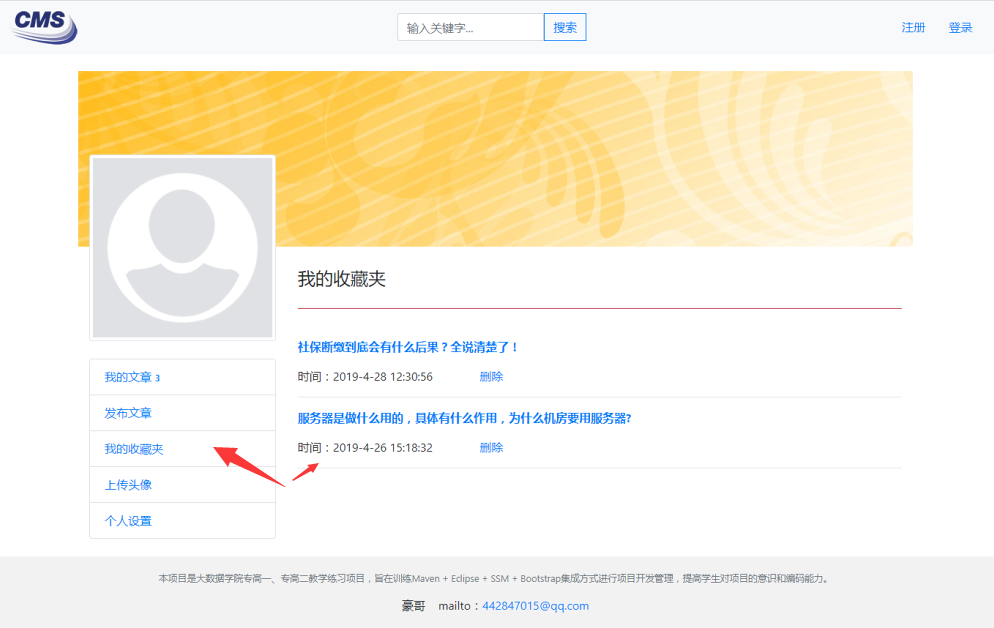 CMS
输入关键字... 搜索 注册 登录
我的收藏夹
社保断缴到底会有什么后果？全说清楚了！
时间：2019-4-28 12:30:56 删除
服务器是做什么用的，具体有什么作用，为什么机房要用服务器?
时间：2019-4-26 15:18:32 删除
我的文章 3
发布文章
我的收藏夹
上传头像
个人设置
本项目是大数据学院专高一、专高二教学练习项目，旨在训练Maven + Eclipse + SSM + Bootstrap集成方式进行项目开发管理，提高学生对项目的意识和编码能力。
豪哥 mailto：442847015@qq.com